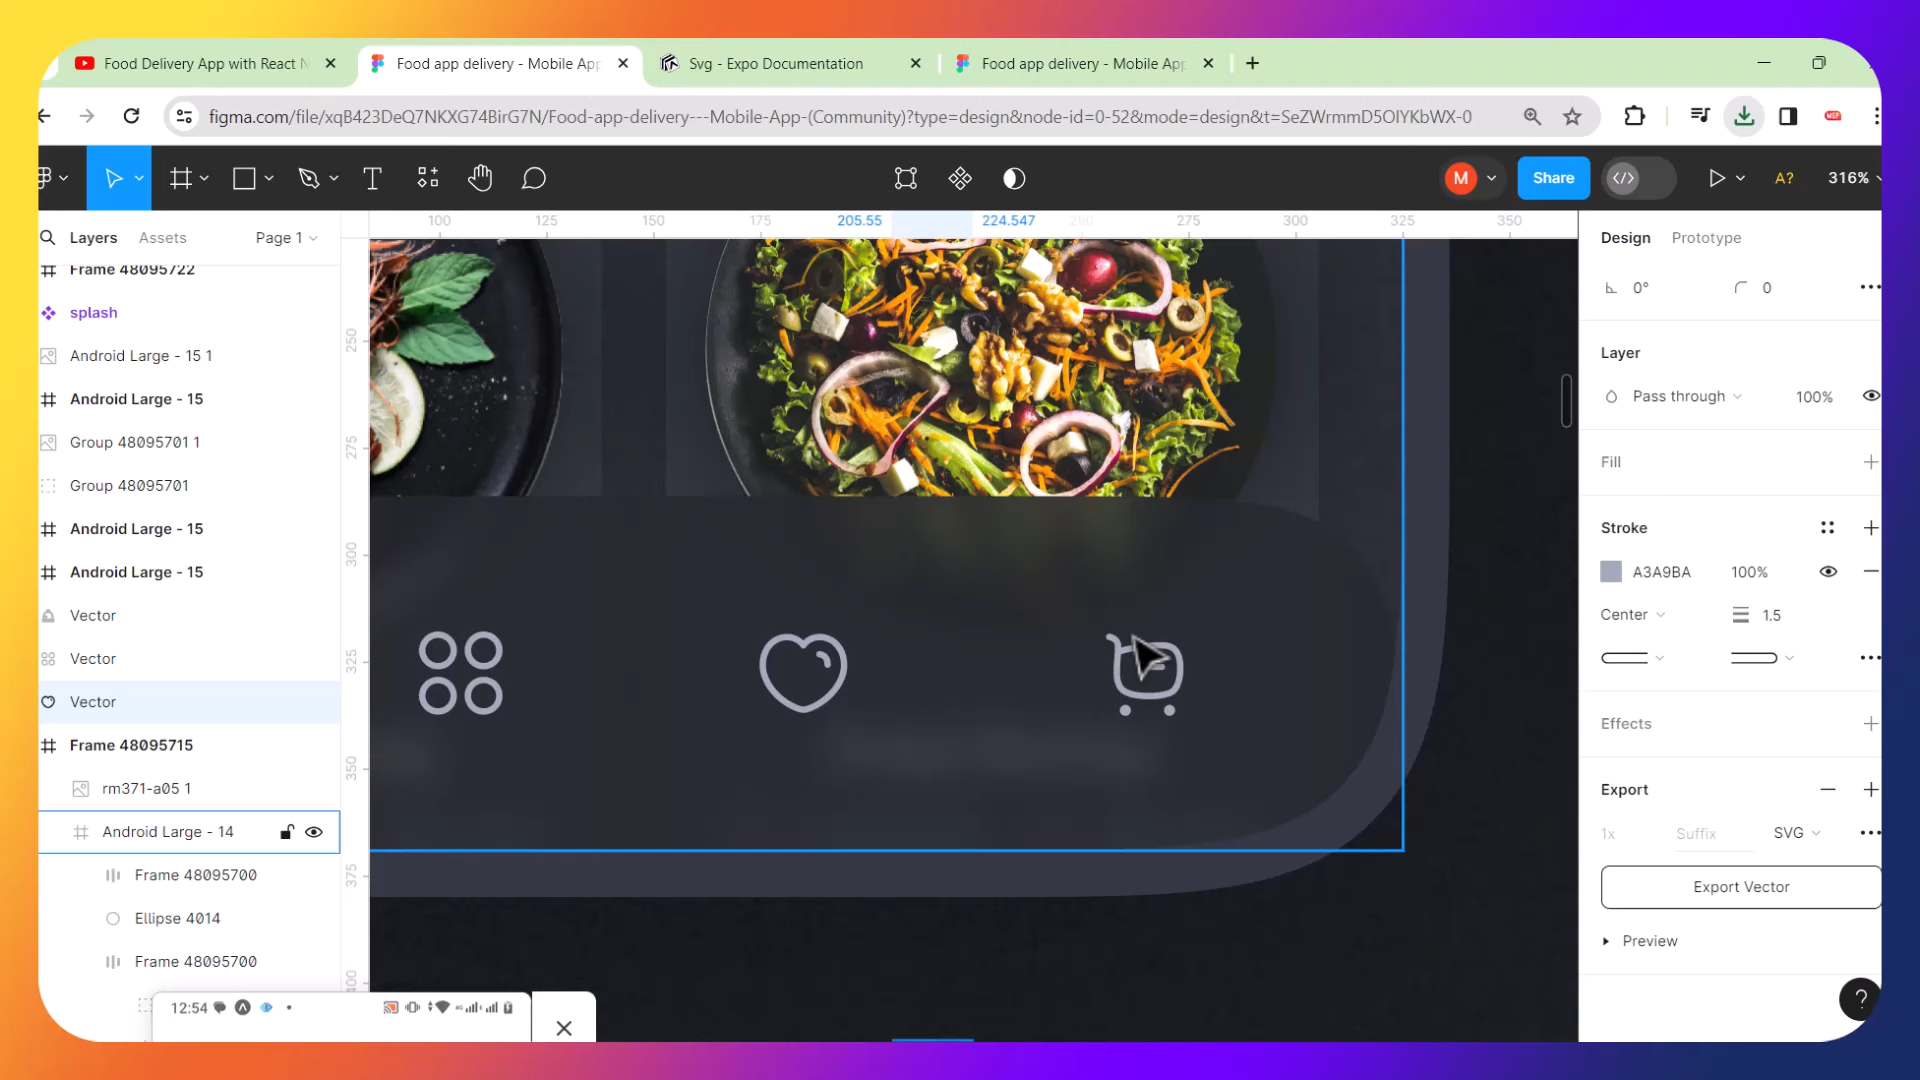 Food Delivery App with React N
Food app delivery - Mobile App
Svg - Expo Documentation
Food app delivery - Mobile App
figma.com/file/xqB423DeQ7NKXG74BirG7N/Food-app-delivery---Mobile-App-(Community)?type=design&node-id=0-52&mode=design&t=SeZWrmmD5OIYKbWX-0
M
Share
A?
316%
Layers
Assets
Page 1
100
125
150
175
205.55
224.547
250
275
300
325
350
Design
Prototype
Frame 48095722
splash
Android Large - 15 1
Android Large - 15
Group 48095701 1
Group 48095701
Android Large - 15
Android Large - 15
Vector
Vector
Vector
Frame 48095715
rm371-a05 1
Android Large - 14
Frame 48095700
Ellipse 4014
Frame 48095700
250
275
300
325
350
375
400
0°
0
Layer
Pass through
100%
Fill
Stroke
A3A9BA
100%
Center
1.5
Effects
Export
1x
Suffix
SVG
Export Vector
Preview
?
12:54